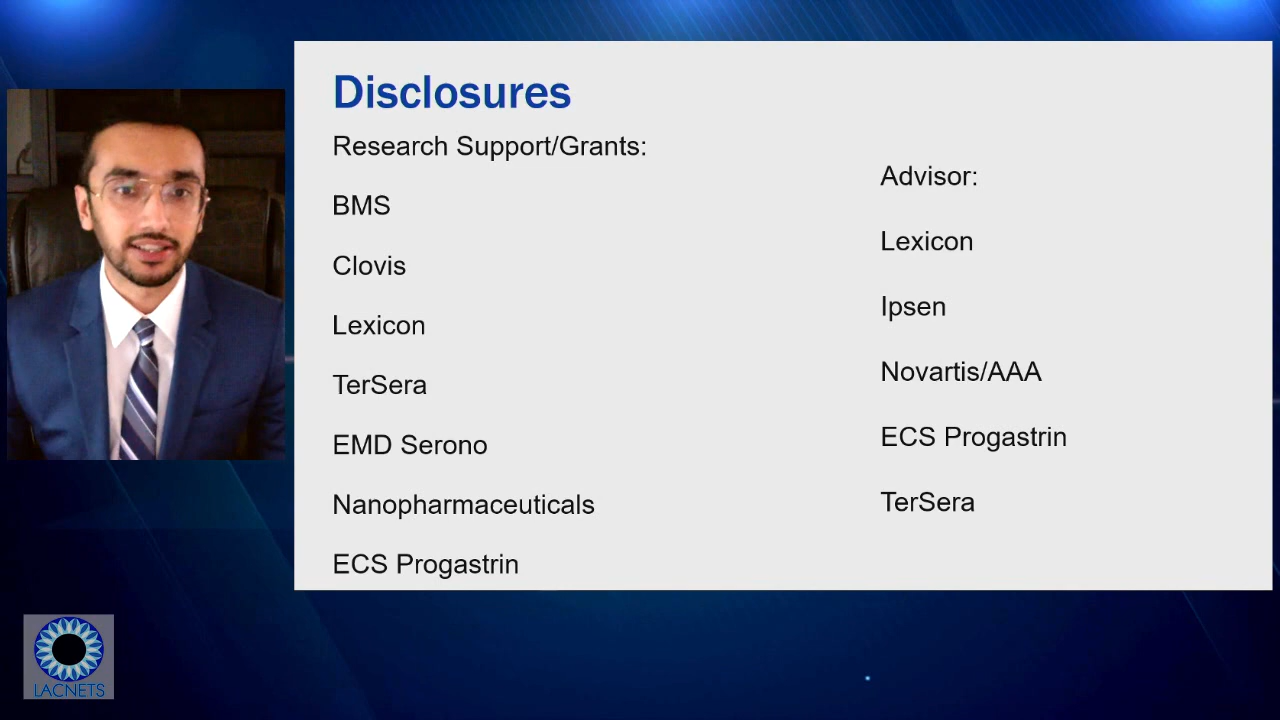 Disclosures
Research Support/Grants:
BMS
Clovis
Lexicon
TerSera
EMD Serono
Nanopharmaceuticals
ECS Progastrin
Advisor:
Lexicon
Ipsen
Novartis/AAA
ECS Progastrin
TerSera
LACNETS